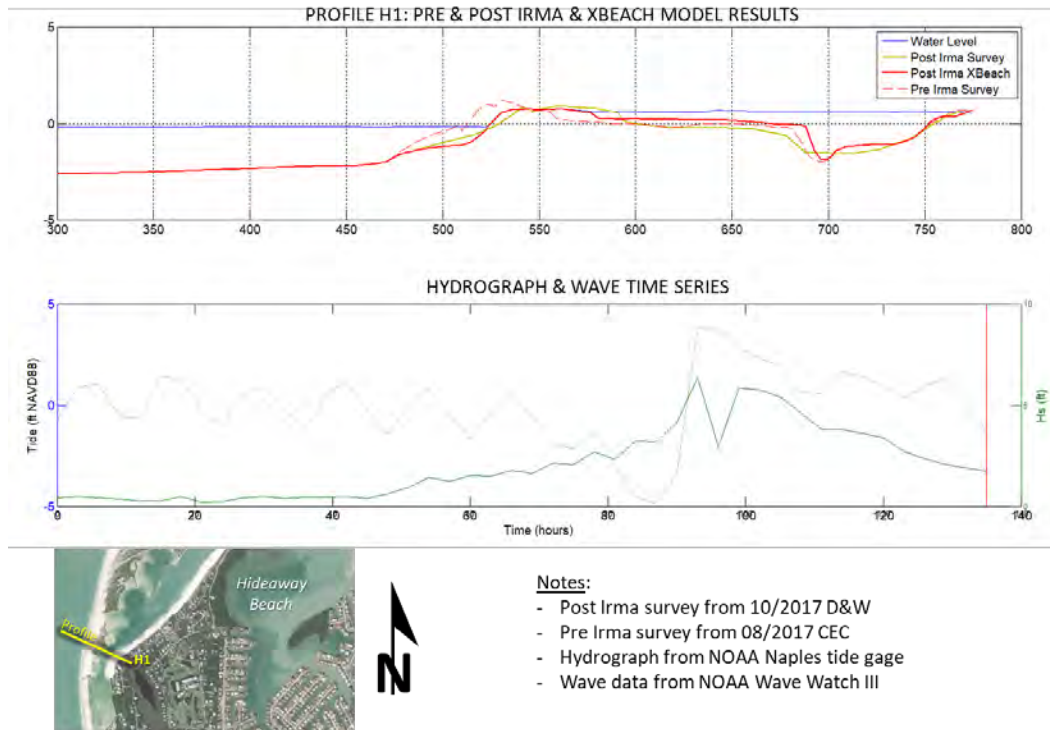 PROFILE H1: PRE & POST IRMA & XBEACH MODEL RESULTS
5
0
-5
Water Level
Post Irma Survey
Post Irma XBeach
Pre Irma Survey
300 350 400 450 500 550 600 650 700 750 800
HYDROGRAPH & WAVE TIME SERIES
5
0
-5
Tide (ft NAVD88)
10
5
0
Hs (ft)
0 20 40 60 80 100 120 140
Time (hours)
Hideaway
Beach
Profile
H1
N
Notes:
- Post Irma survey from 10/2017 D&W
- Pre Irma survey from 08/2017 CEC
- Hydrograph from NOAA Naples tide gage
- Wave data from NOAA Wave Watch III